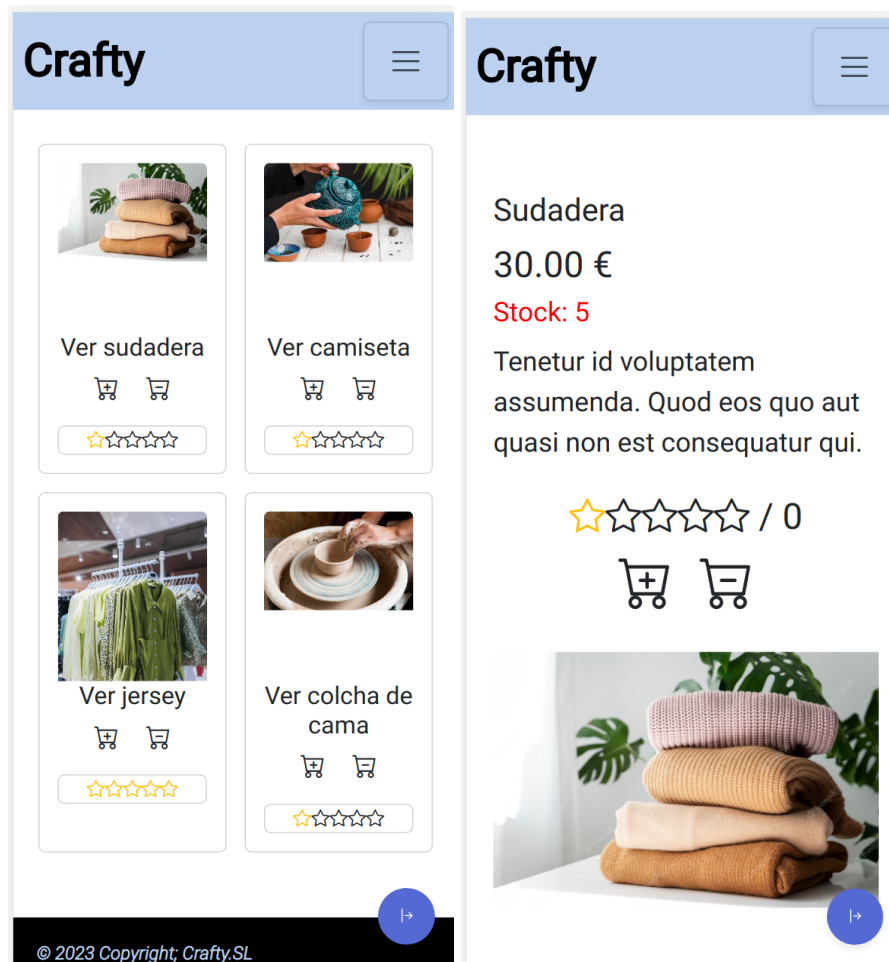 Crafty
Ver sudadera
Ver camiseta
Ver jersey
Ver colcha de
cama
© 2023 Copyright; Crafty.SL
Crafty
Sudadera
30.00 €
Stock: 5
Tenetur id voluptatem
assumenda. Quod eos quo aut
quasi non est consequatur qui.
/ 0